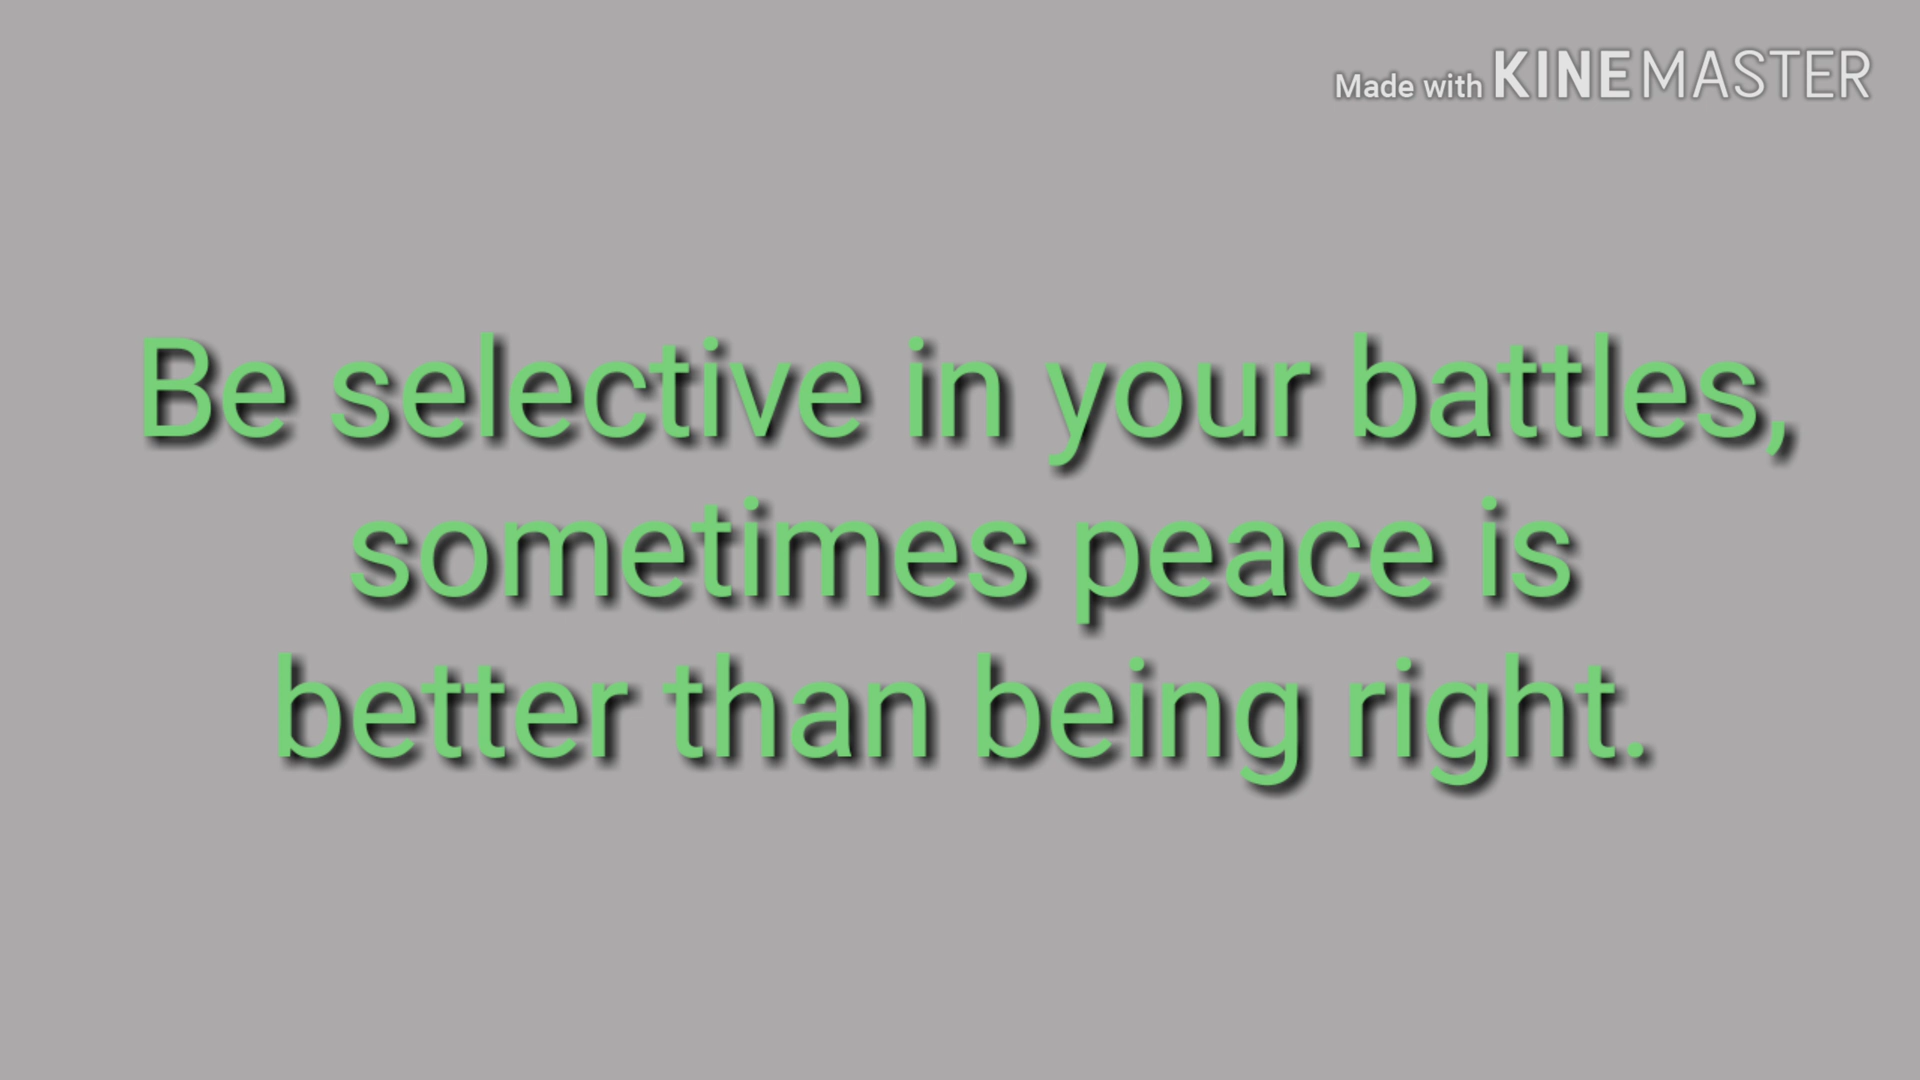 Made with KINEMASTER
Be selective in your battles,
sometimes peace is
better than being right.